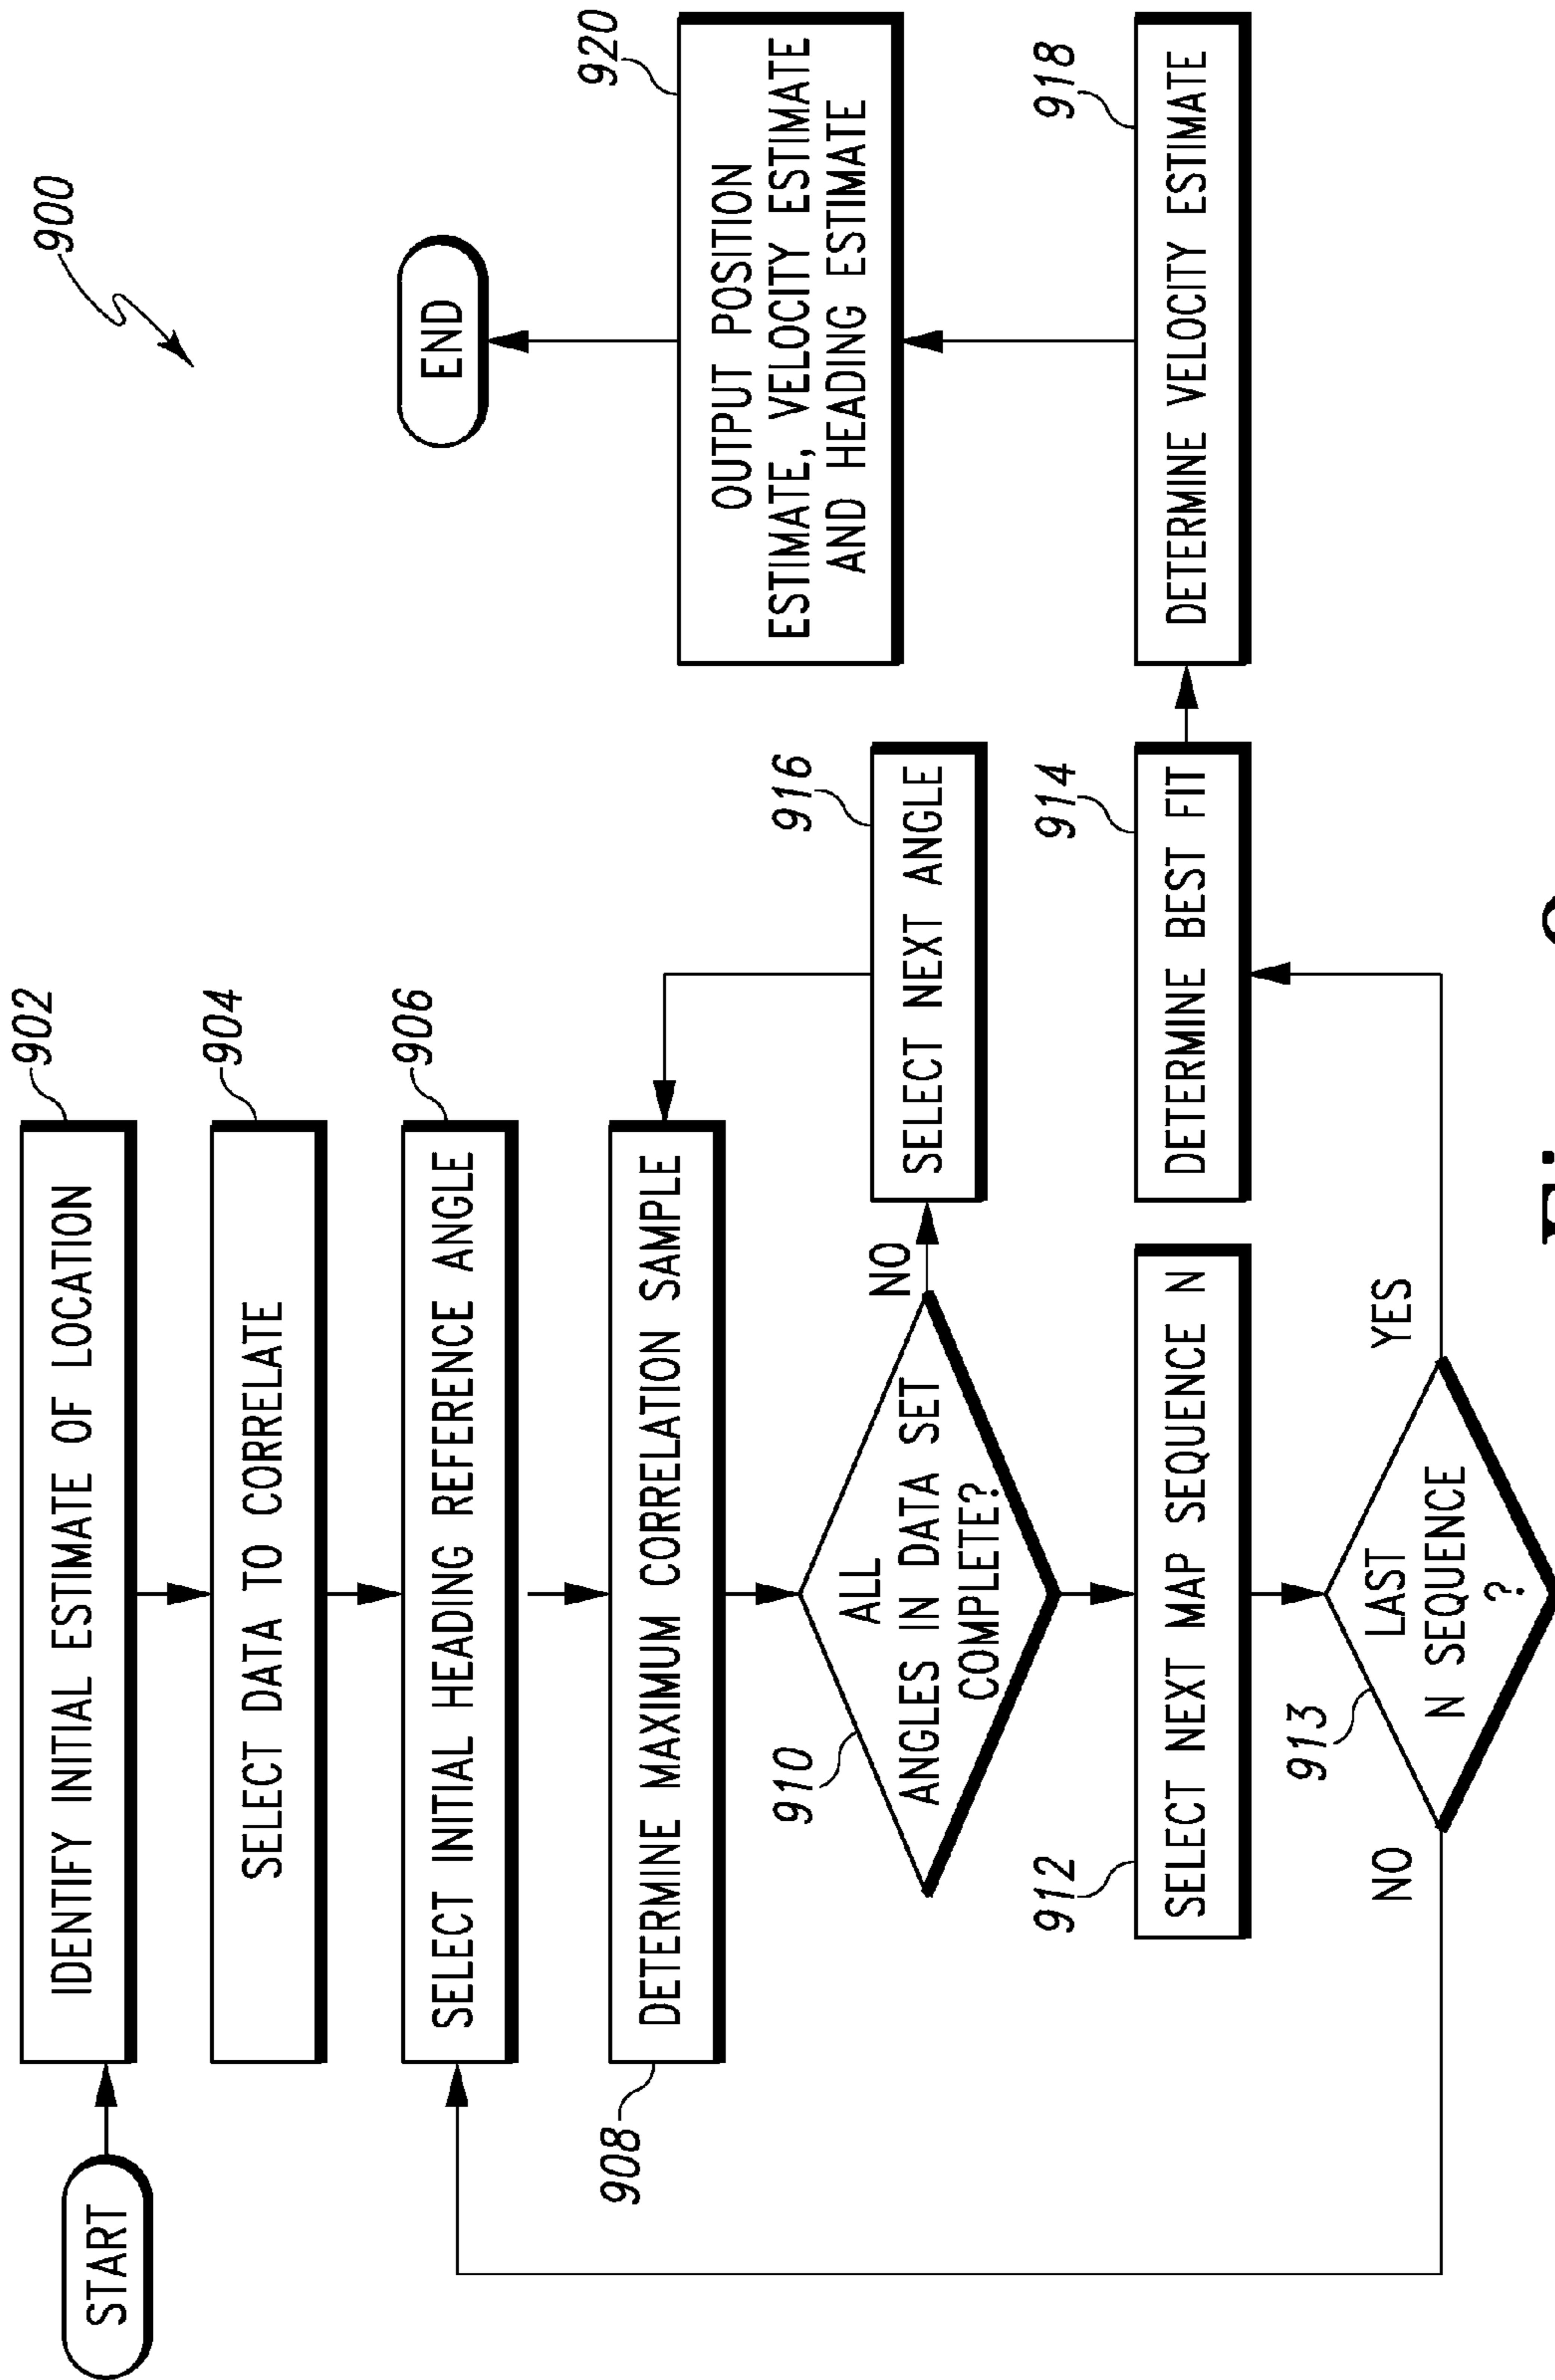 900
START
IDENTIFY INITIAL ESTIMATE OF LOCATION
902
SELECT DATA TO CORRELATE
904
SELECT INITIAL HEADING REFERENCE ANGLE
906
DETERMINE MAXIMUM CORRELATION SAMPLE
908
ALL
ANGLES IN DATA SET
COMPLETE?
910
NO
SELECT NEXT ANGLE
916
SELECT NEXT MAP SEQUENCE N
912
LAST
N SEQUENCE
?
913
NO
YES
DETERMINE BEST FIT
914
DETERMINE VELOCITY ESTIMATE
918
OUTPUT POSITION
ESTIMATE, VELOCITY ESTIMATE
AND HEADING ESTIMATE
920
END